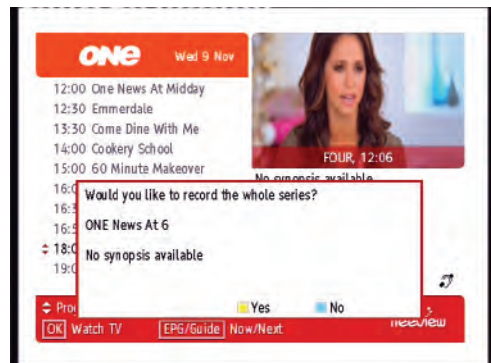 ONE Wed 9 Nov
12:00 One News At Midday
12:30 Emmerdale
13:30 Come Dine With Me
14:00 Cookery School
15:00 60 Minute Makeover
FOUR, 12:06
No synopsis available
Would you like to record the whole series?
ONE News At 6
No synopsis available
Yes No
OK Watch TV EPG/Guide Now/Next